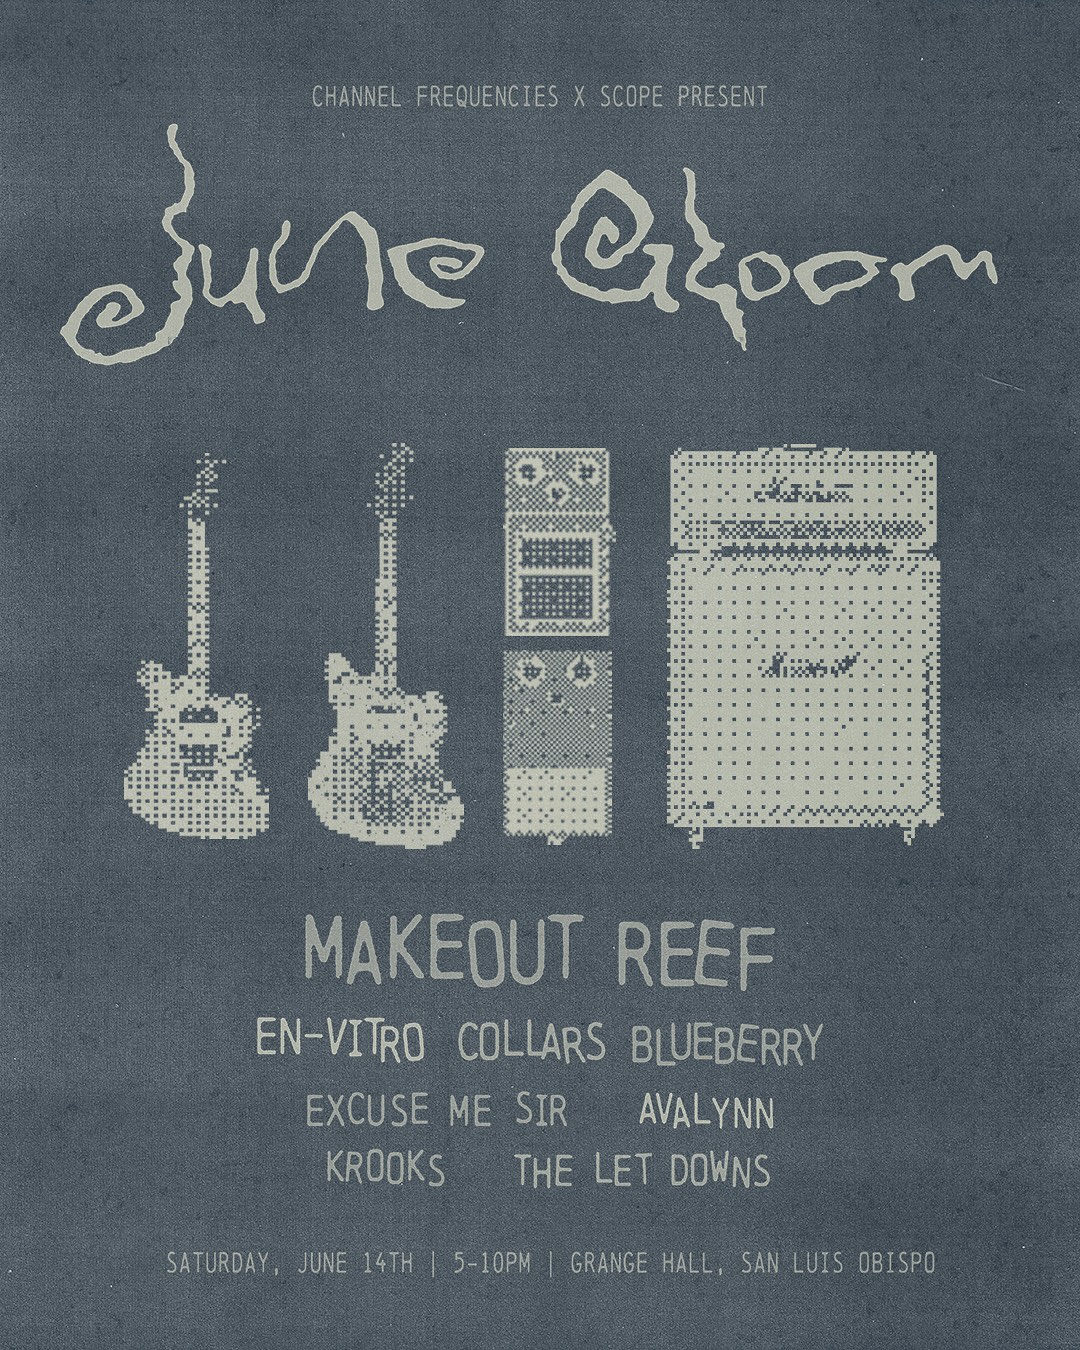 CHANNEL FREQUENCIES X SCOPE PRESENT
June Gloom
MAKEOUT REEF
EN-VITRO COLLARS BLUEBERRY
EXCUSE ME SIR AVALYNN
KROOKS THE LET DOWNS
SATURDAY, JUNE 14TH | 5-10PM | GRANGE HALL, SAN LUIS OBISPO